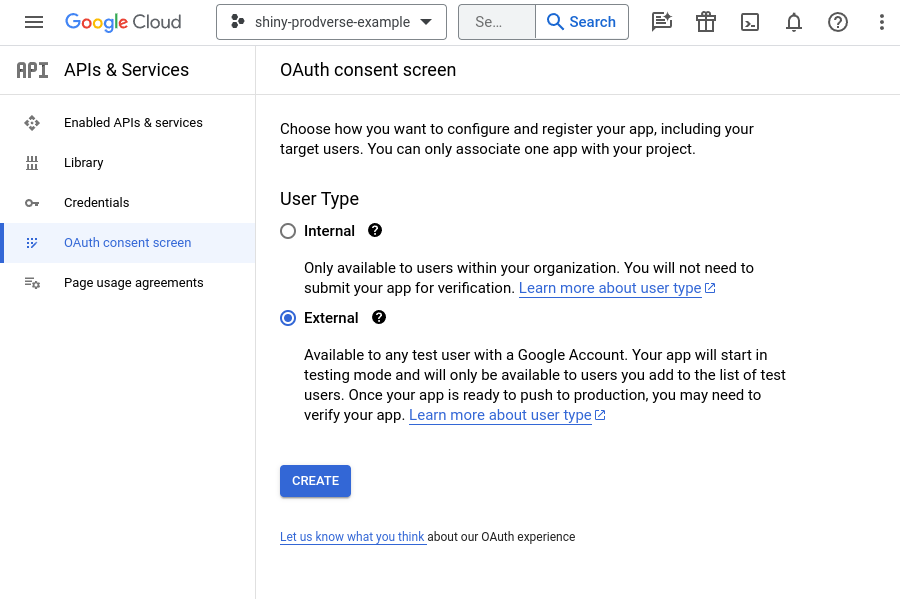 Google Cloud
shiny-prodverse-example
Se...
Search
API
APIs & Services
OAuth consent screen
Enabled APIs & services
Library
Credentials
OAuth consent screen
Page usage agreements
Choose how you want to configure and register your app, including your
target users. You can only associate one app with your project.
User Type
Internal
Only available to users within your organization. You will not need to
submit your app for verification. Learn more about user type
External
Available to any test user with a Google Account. Your app will start in
testing mode and will only be available to users you add to the list of test
users. Once your app is ready to push to production, you may need to
verify your app. Learn more about user type
CREATE
Let us know what you think about our OAuth experience